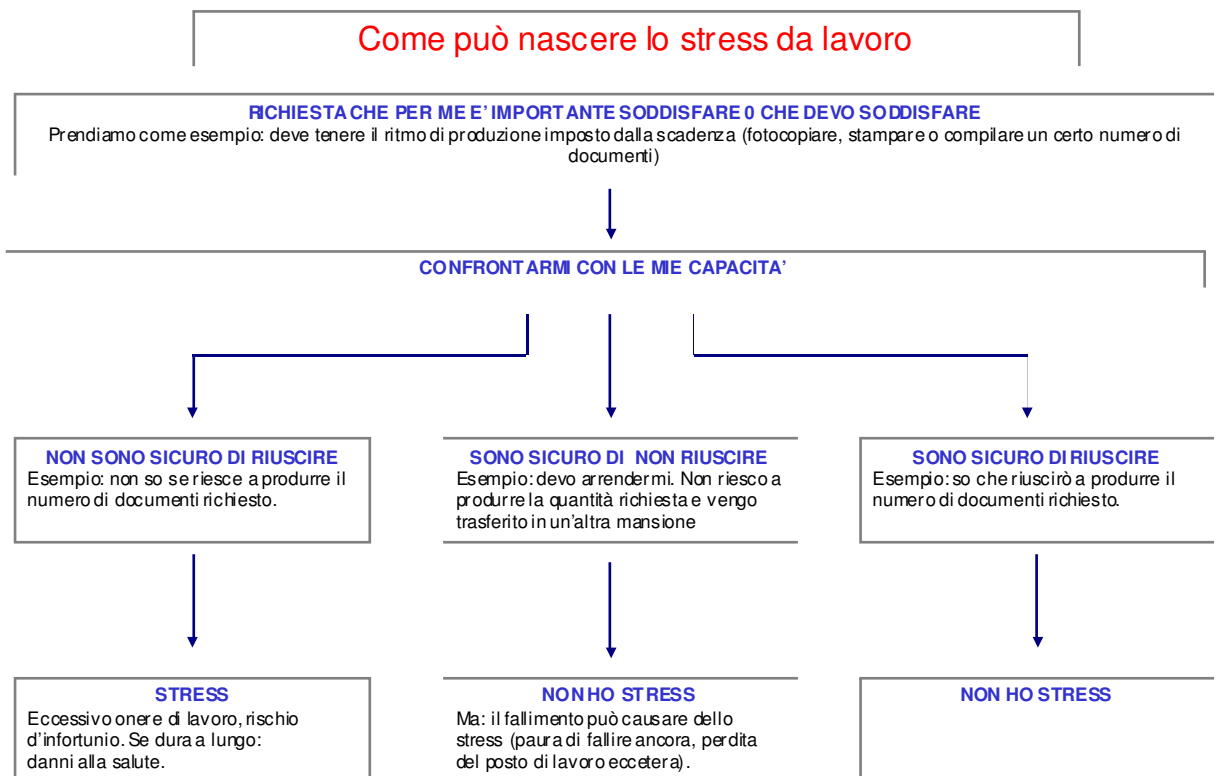 Come può nascere lo stress da lavoro
RICHIESTA CHE PER ME E' IMPORTANTE SODDISFARE 0 CHE DEVO SODDISFARE
Prendiamo come esempio: deve tenere il ritmo di produzione imposto dalla scadenza (fotocopiare, stampare o compilare un certo numero di
documenti)
CONFRONTARMI CON LE MIE CAPACITA'
NON SONO SICURO DI RIUSCIRE
Esempio: non so se riesce a produrre il
numero di documenti richiesto.
SONO SICURO DI NON RIUSCIRE
Esempio: devo arrendermi. Non riesco a
produrre la quantità richiesta e vengo
trasferito in un'altra mansione
SONO SICURO DI RIUSCIRE
Esempio: so che riuscirò a produrre il
numero di documenti richiesto.
STRESS
Eccessivo onere di lavoro, rischio
d'infortunio. Se dura a lungo:
danni alla salute.
NON HO STRESS
Ma: il fallimento può causare dello
stress (paura di fallire ancora, perdita
del posto di lavoro eccetera).
NON HO STRESS